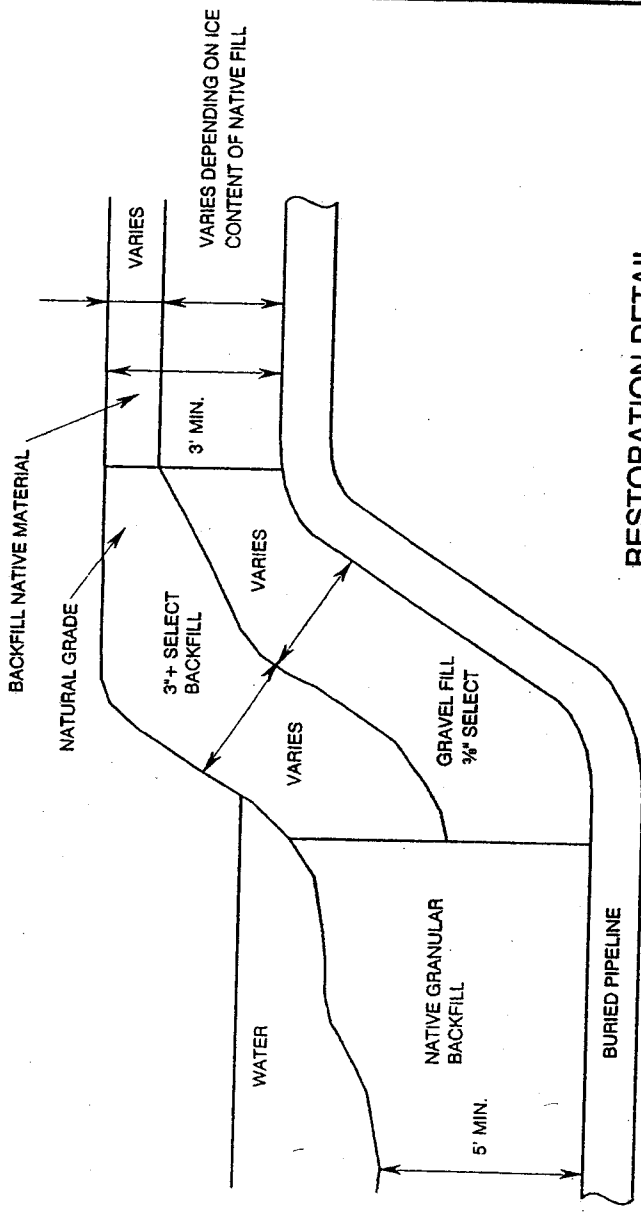 BACKFILL NATIVE MATERIAL
NATURAL GRADE
VARIES
VARIES DEPENDING ON ICE
CONTENT OF NATIVE FILL
3' MIN.
3"+ SELECT
BACKFILL
VARIES
VARIES
GRAVEL FILL
⅜" SELECT
WATER
NATIVE GRANULAR
BACKFILL
5' MIN.
BURIED PIPELINE
RESTORATION DETAIL